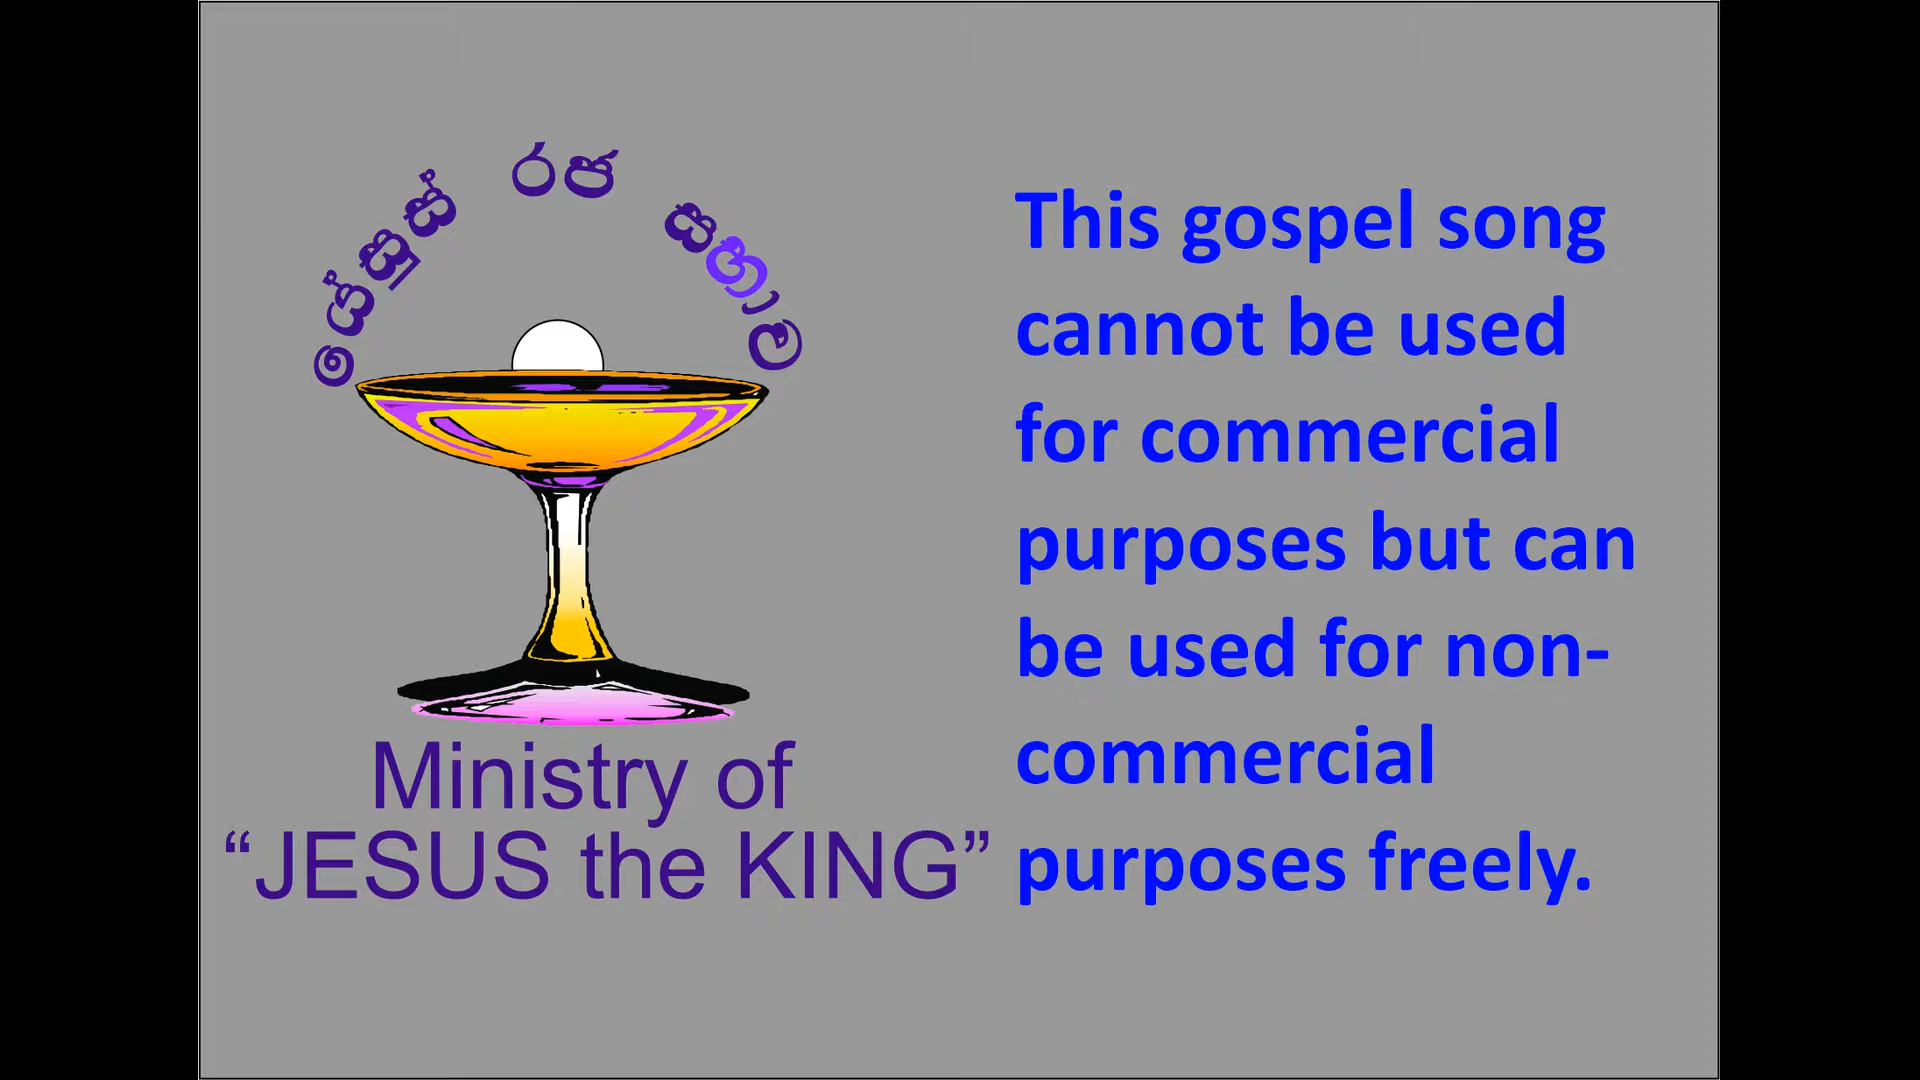 යේසුස් රජ සභාව
Ministry of
“JESUS the KING”
This gospel song
cannot be used
for commercial
purposes but can
be used for non-
commercial
purposes freely.